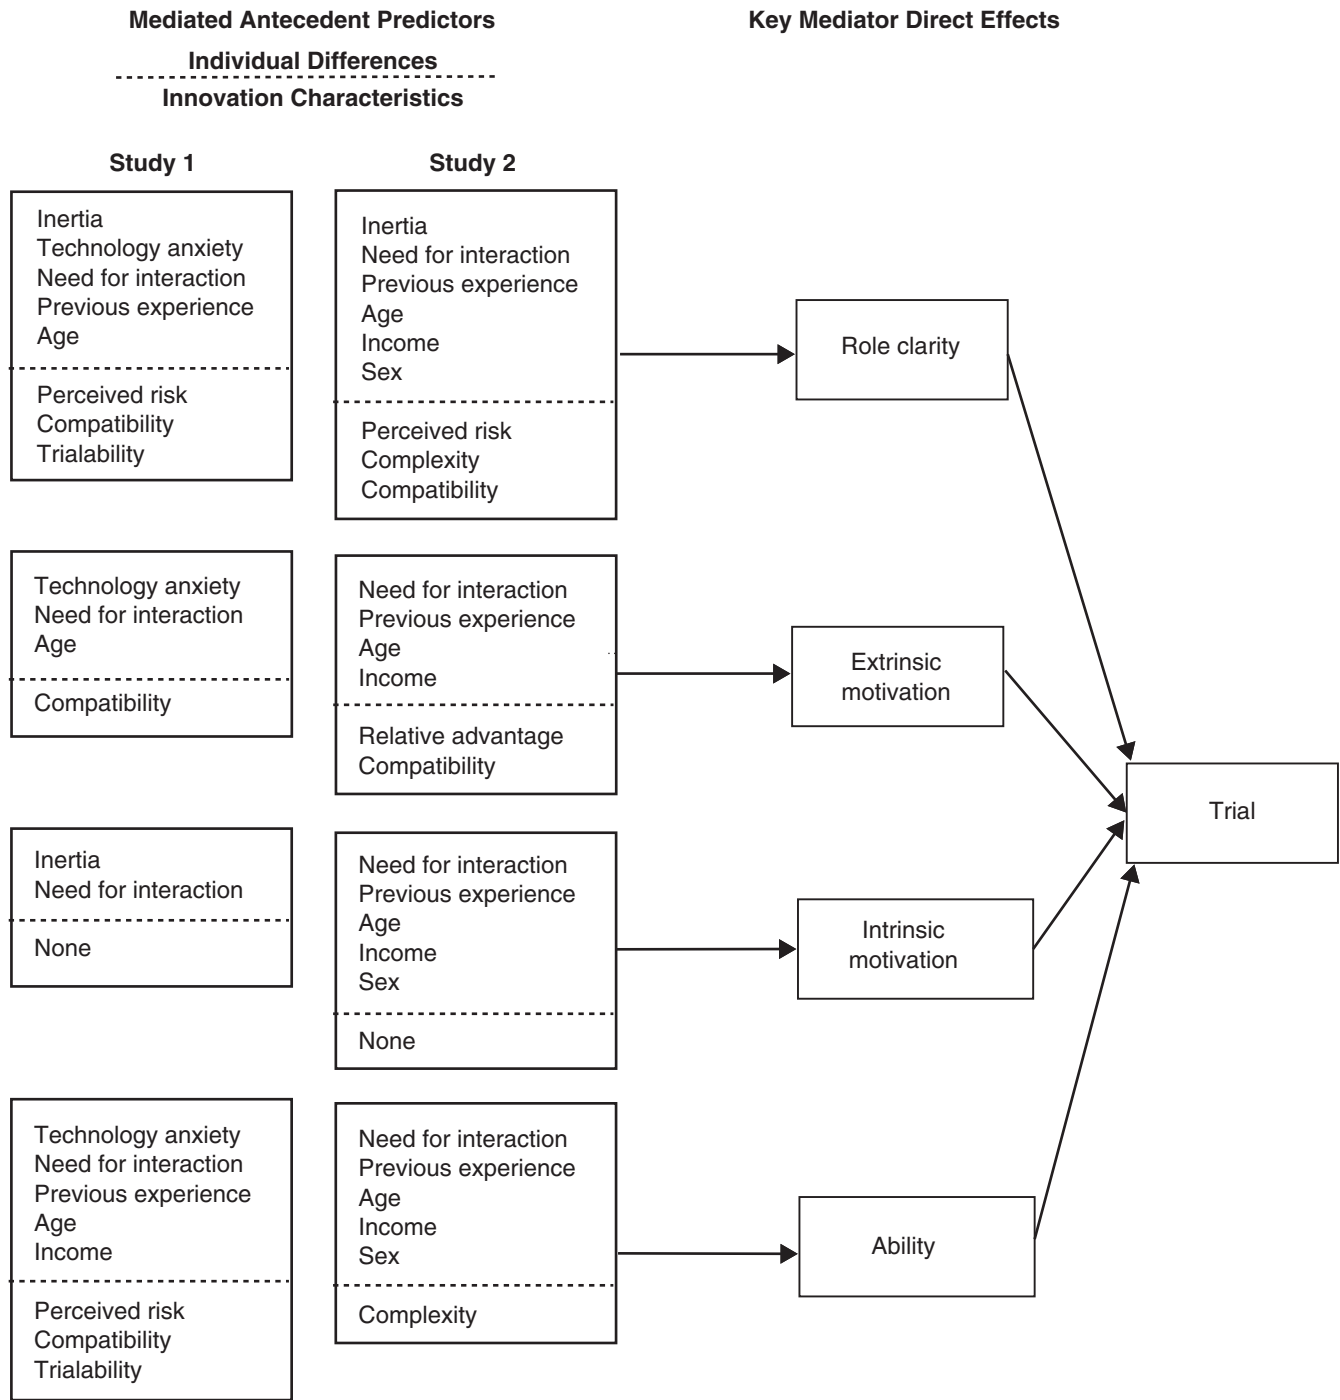 Mediated Antecedent Predictors
Key Mediator Direct Effects
Individual Differences
Innovation Characteristics
Study 1
Study 2
Inertia
Technology anxiety
Need for interaction
Previous experience
Age
Perceived risk
Compatibility
Trialability
Inertia
Need for interaction
Previous experience
Age
Income
Sex
Perceived risk
Complexity
Compatibility
Role clarity
Technology anxiety
Need for interaction
Age
Compatibility
Need for interaction
Previous experience
Age
Income
Relative advantage
Compatibility
Extrinsic
motivation
Trial
Inertia
Need for interaction
None
Need for interaction
Previous experience
Age
Income
Sex
None
Intrinsic
motivation
Technology anxiety
Need for interaction
Previous experience
Age
Income
Perceived risk
Compatibility
Trialability
Need for interaction
Previous experience
Age
Income
Sex
Complexity
Ability